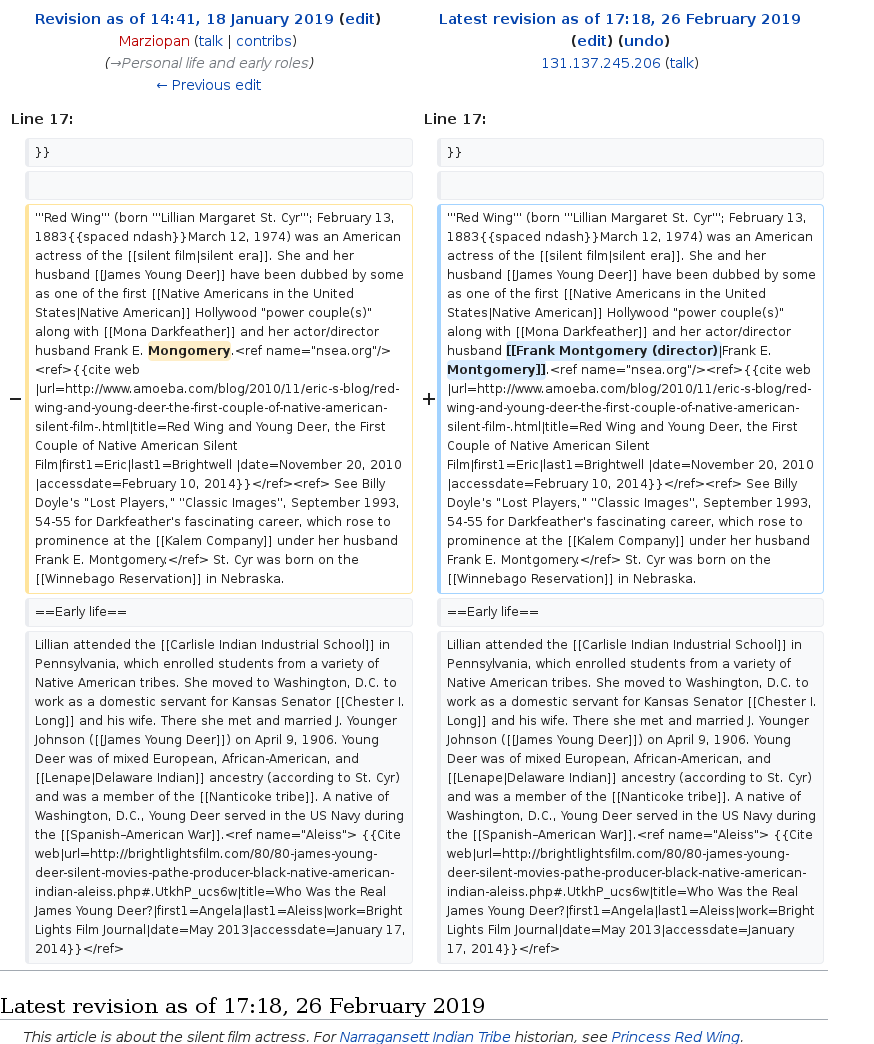 Revision as of 14:41, 18 January 2019 (edit)
Marziopan (talk | contribs)
(→Personal life and early roles)
← Previous edit
Latest revision as of 17:18, 26 February 2019
(edit) (undo)
131.137.245.206 (talk)
Line 17:
}}
−
'''Red Wing''' (born '''Lillian Margaret St. Cyr'''; February 13,
1883{{spaced ndash}}March 12, 1974) was an American
actress of the [[silent film|silent era]]. She and her
husband [[James Young Deer]] have been dubbed by some
as one of the first [[Native Americans in the United
States|Native American]] Hollywood "power couple(s)"
along with [[Mona Darkfeather]] and her actor/director
husband Frank E. Mongomery.<ref name="nsea.org"/>
<ref>{{cite web
|url=http://www.amoeba.com/blog/2010/11/eric-s-blog/red-
wing-and-young-deer-the-first-couple-of-native-american-
silent-film-.html|title=Red Wing and Young Deer, the First
Couple of Native American Silent
Film|first1=Eric|last1=Brightwell |date=November 20, 2010
|accessdate=February 10, 2014}}</ref><ref> See Billy
Doyle's "Lost Players," ''Classic Images'', September 1993,
54-55 for Darkfeather's fascinating career, which rose to
prominence at the [[Kalem Company]] under her husband
Frank E. Montgomery.</ref> St. Cyr was born on the
[[Winnebago Reservation]] in Nebraska.
==Early life==
Lillian attended the [[Carlisle Indian Industrial School]] in
Pennsylvania, which enrolled students from a variety of
Native American tribes. She moved to Washington, D.C. to
work as a domestic servant for Kansas Senator [[Chester I.
Long]] and his wife. There she met and married J. Younger
Johnson ([[James Young Deer]]) on April 9, 1906. Young
Deer was of mixed European, African-American, and
[[Lenape|Delaware Indian]] ancestry (according to St. Cyr)
and was a member of the [[Nanticoke tribe]]. A native of
Washington, D.C., Young Deer served in the US Navy during
the [[Spanish–American War]].<ref name="Aleiss"> {{Cite
web|url=http://brightlightsfilm.com/80/80-james-young-
deer-silent-movies-pathe-producer-black-native-american-
indian-aleiss.php#.UtkhP_ucs6w|title=Who Was the Real
James Young Deer?|first1=Angela|last1=Aleiss|work=Bright
Lights Film Journal|date=May 2013|accessdate=January 17,
2014}}</ref>
Line 17:
}}
+
'''Red Wing''' (born '''Lillian Margaret St. Cyr'''; February 13,
1883{{spaced ndash}}March 12, 1974) was an American
actress of the [[silent film|silent era]]. She and her
husband [[James Young Deer]] have been dubbed by some
as one of the first [[Native Americans in the United
States|Native American]] Hollywood "power couple(s)"
along with [[Mona Darkfeather]] and her actor/director
husband [[Frank Montgomery (director)|Frank E.
Montgomery]].<ref name="nsea.org"/><ref>{{cite web
|url=http://www.amoeba.com/blog/2010/11/eric-s-blog/red-
wing-and-young-deer-the-first-couple-of-native-american-
silent-film-.html|title=Red Wing and Young Deer, the First
Couple of Native American Silent
Film|first1=Eric|last1=Brightwell |date=November 20, 2010
|accessdate=February 10, 2014}}</ref><ref> See Billy
Doyle's "Lost Players," ''Classic Images'', September 1993,
54-55 for Darkfeather's fascinating career, which rose to
prominence at the [[Kalem Company]] under her husband
Frank E. Montgomery.</ref> St. Cyr was born on the
[[Winnebago Reservation]] in Nebraska.
==Early life==
Lillian attended the [[Carlisle Indian Industrial School]] in
Pennsylvania, which enrolled students from a variety of
Native American tribes. She moved to Washington, D.C. to
work as a domestic servant for Kansas Senator [[Chester I.
Long]] and his wife. There she met and married J. Younger
Johnson ([[James Young Deer]]) on April 9, 1906. Young
Deer was of mixed European, African-American, and
[[Lenape|Delaware Indian]] ancestry (according to St. Cyr)
and was a member of the [[Nanticoke tribe]]. A native of
Washington, D.C., Young Deer served in the US Navy during
the [[Spanish–American War]].<ref name="Aleiss"> {{Cite
web|url=http://brightlightsfilm.com/80/80-james-young-
deer-silent-movies-pathe-producer-black-native-american-
indian-aleiss.php#.UtkhP_ucs6w|title=Who Was the Real
James Young Deer?|first1=Angela|last1=Aleiss|work=Bright
Lights Film Journal|date=May 2013|accessdate=January
17, 2014}}</ref>
Latest revision as of 17:18, 26 February 2019
This article is about the silent film actress. For Narragansett Indian Tribe historian, see Princess Red Wing.